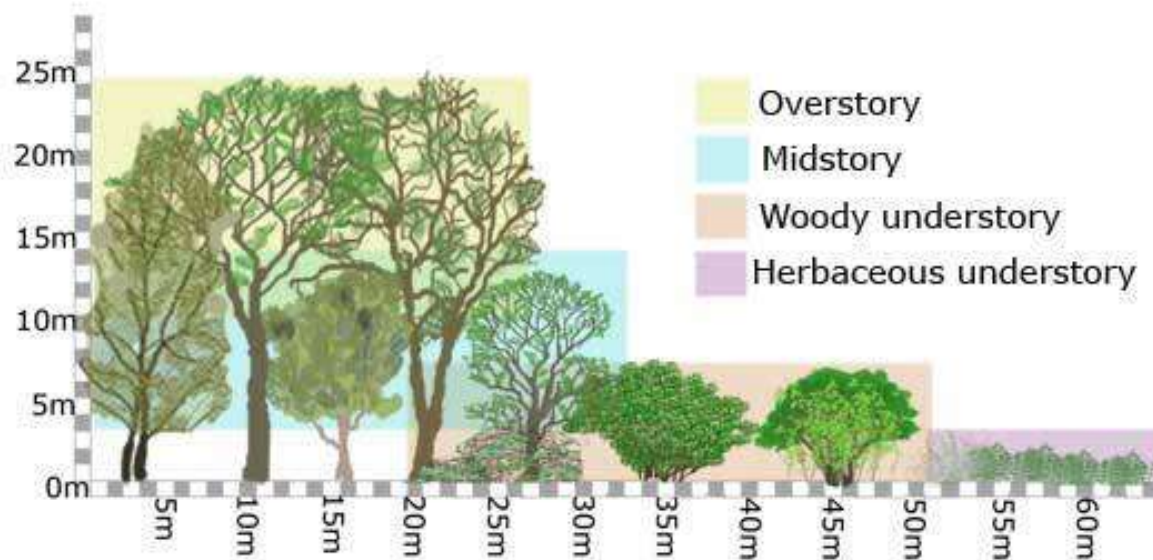 25m
20m
15m
10m
5m
0m
Overstory
Midstory
Woody understory
Herbaceous understory
5m
10m
15m
20m
25m
30m
35m
40m
45m
50m
55m
60m